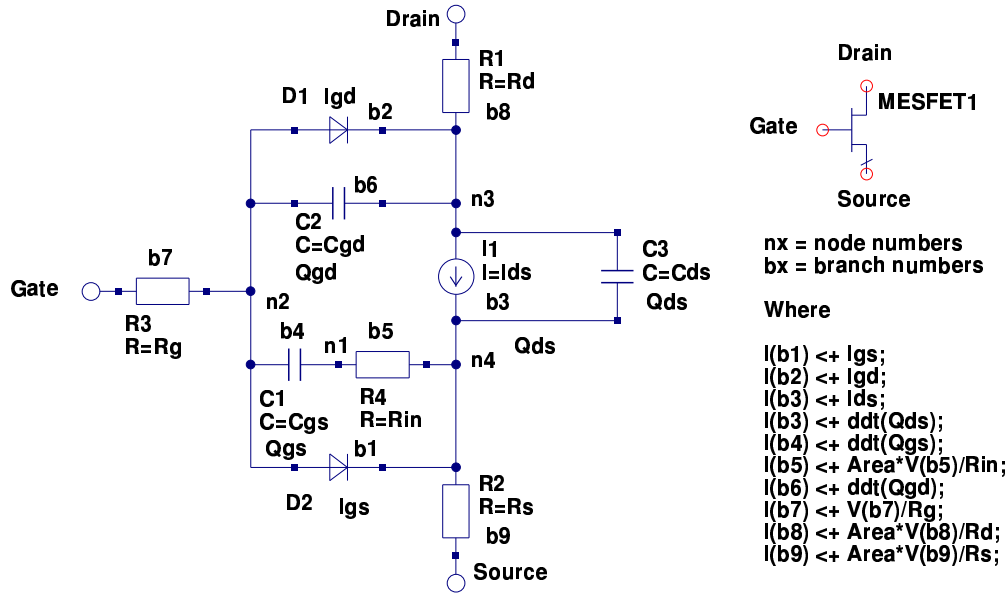 Drain
R1
R=Rd
b8
D1
Igd
b2
b6
n3
C2
C=Cgd
Qgd
I1
I=Ids
b3
C3
C=Cds
Qds
Qds
b7
Gate
n2
R3
R=Rg
b4
n1
b5
n4
C1
C=Cgs
Qgs
R4
R=Rin
b1
D2
Igs
R2
R=Rs
b9
Source
Drain
MESFET1
Gate
Source
nx = node numbers
bx = branch numbers
Where
I(b1) <+ Igs;
I(b2) <+ Igd;
I(b3) <+ Ids;
I(b3) <+ ddt(Qds);
I(b4) <+ ddt(Qgs);
I(b5) <+ Area*V(b5)/Rin;
I(b6) <+ ddt(Qgd);
I(b7) <+ V(b7)/Rg;
I(b8) <+ Area*V(b8)/Rd;
I(b9) <+ Area*V(b9)/Rs;